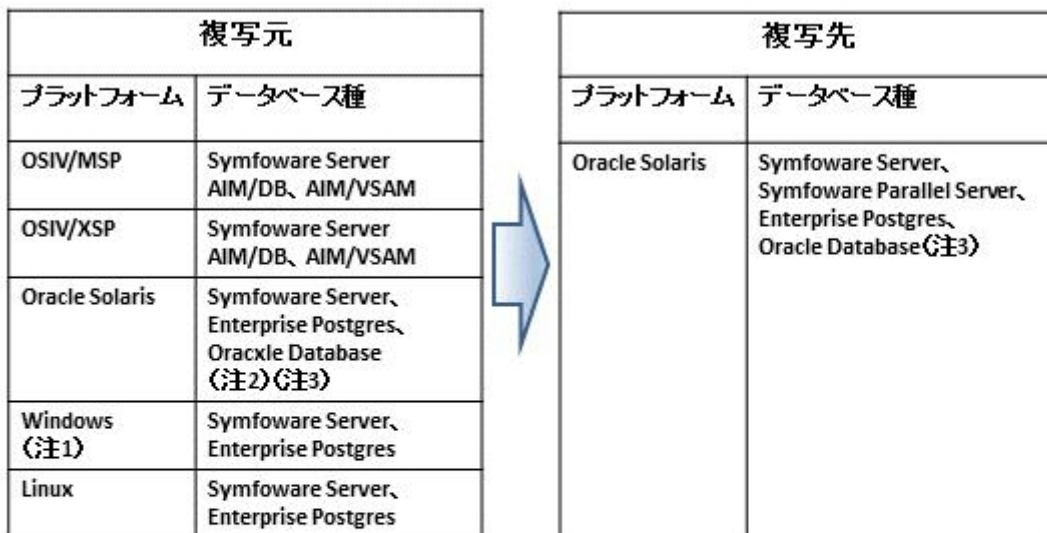 複写元
プラットフォーム データベース種
OSIV/MSP Symfoware Server
AIM/DB、AIM/VSAM
OSIV/XSP Symfoware Server
AIM/DB、AIM/VSAM
Oracle Solaris Symfoware Server、
Enterprise Postgres、
Oracxle Database
(注2)(注3)
Windows Symfoware Server、
(注1) Enterprise Postgres
Linux Symfoware Server、
Enterprise Postgres
複写先
プラットフォーム データベース種
Oracle Solaris Symfoware Server、
Symfoware Parallel Server、
Enterprise Postgres、
Oracle Database(注3)